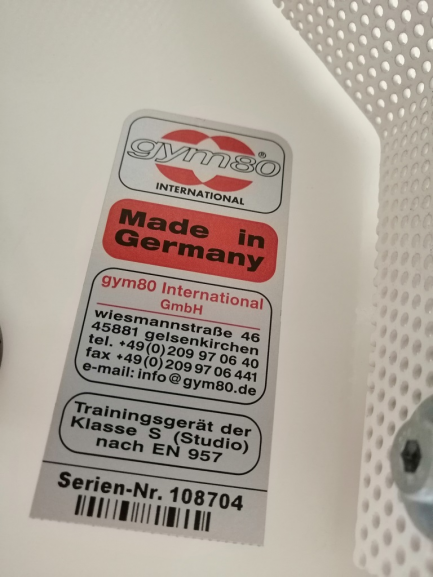 gym80®
INTERNATIONAL
Made in
Germany
gym80 International
GmbH
wiesmannstraße 46
45881 gelsenkirchen
tel. +49(0)209 97 06 40
fax +49(0)209 97 06 441
e-mail: info@gym80.de
Trainingsgerät der
Klasse S (Studio)
nach EN 957
Serien-Nr. 108704